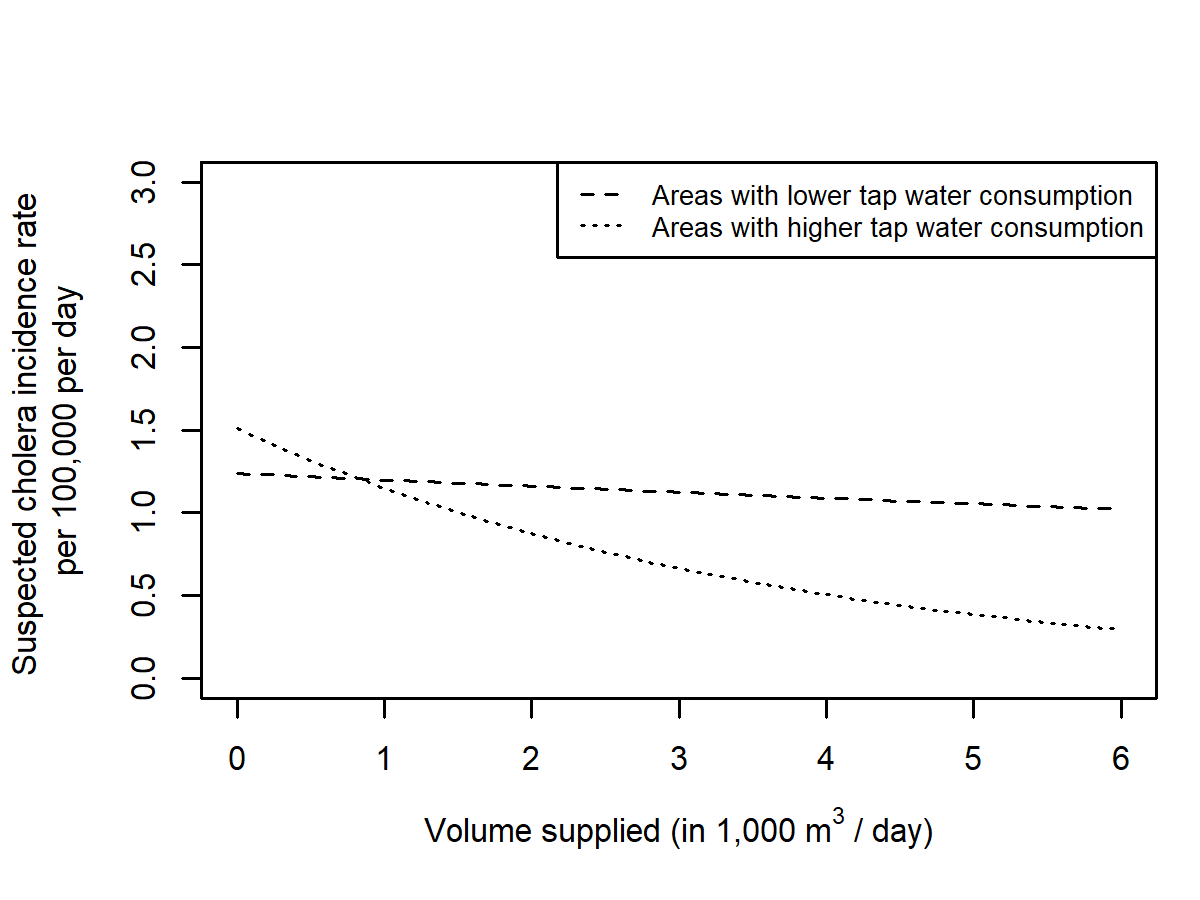 Suspected cholera incidence rate
per 100,000 per day
3.0
2.5
2.0
1.5
1.0
0.5
0.0
Areas with lower tap water consumption
Areas with higher tap water consumption
0 1 2 3 4 5 6
Volume supplied (in 1,000 m³ / day)